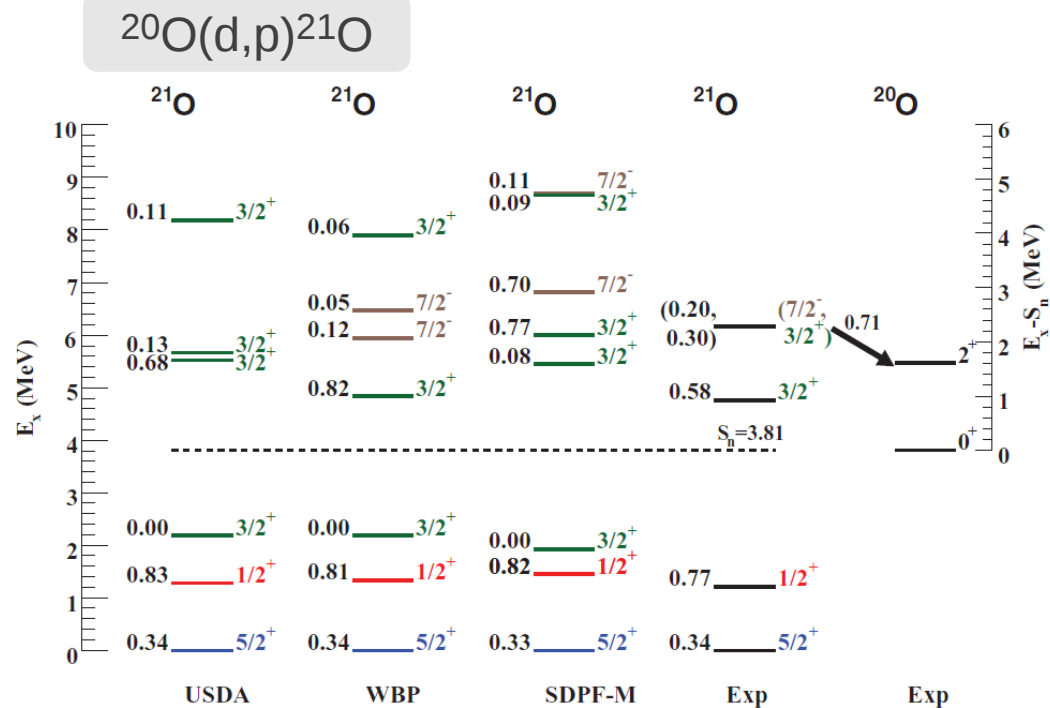 ²⁰O(d,p)²¹O
²¹O ²¹O ²¹O ²¹O ²⁰O
10 6
9 0.11 7/2⁻ 5
0.11 3/2⁺ 0.09 3/2⁺
8 0.06 3/2⁺ 4
7 0.70 7/2⁻ 3
0.05 7/2⁻ (0.20, (7/2⁻,
6 0.13 3/2⁺ 0.12 7/2⁻ 0.77 3/2⁺ 0.30) 3/2⁺) 0.71 2
0.68 3/2⁺ 0.08 3/2⁺ 2⁺
5 0.82 3/2⁺ 0.58 3/2⁺ 1
4 Sₙ=3.81 0⁺ 0
3
0.00 3/2⁺ 0.00 3/2⁺ 0.00 3/2⁺
2 0.83 1/2⁺ 0.81 1/2⁺ 0.82 1/2⁺ 0.77 1/2⁺
1
0 0.34 5/2⁺ 0.34 5/2⁺ 0.33 5/2⁺ 0.34 5/2⁺
Eₓ (MeV)
Eₓ-Sₙ (MeV)
USDA WBP SDPF-M Exp Exp